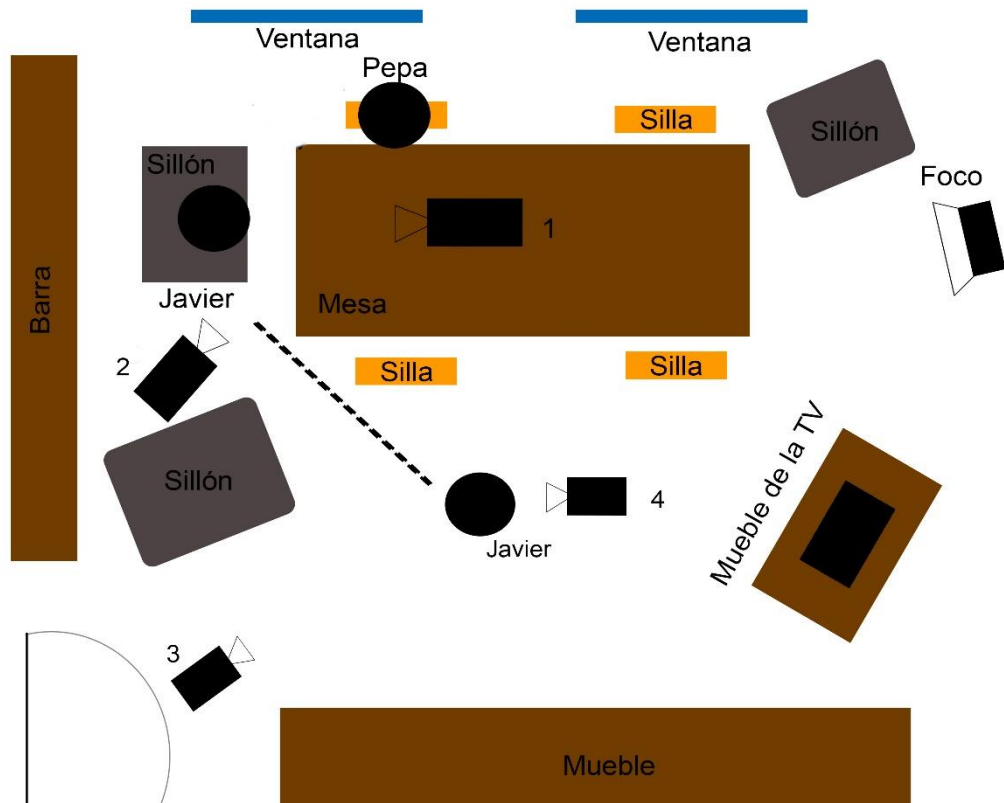 Ventana
Ventana
Pepa
Silla
Sillón
Sillón
Foco
1
Javier
Mesa
Barra
2
Silla
Silla
Sillón
Mueble de la TV
4
Javier
3
Mueble